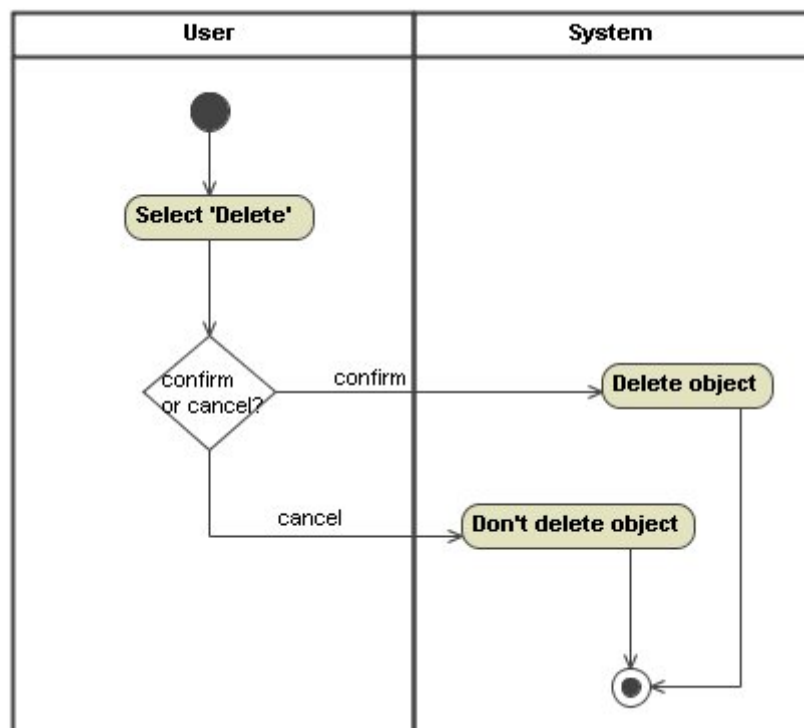 User
System
Select 'Delete'
confirm
or cancel?
confirm
Delete object
cancel
Don't delete object